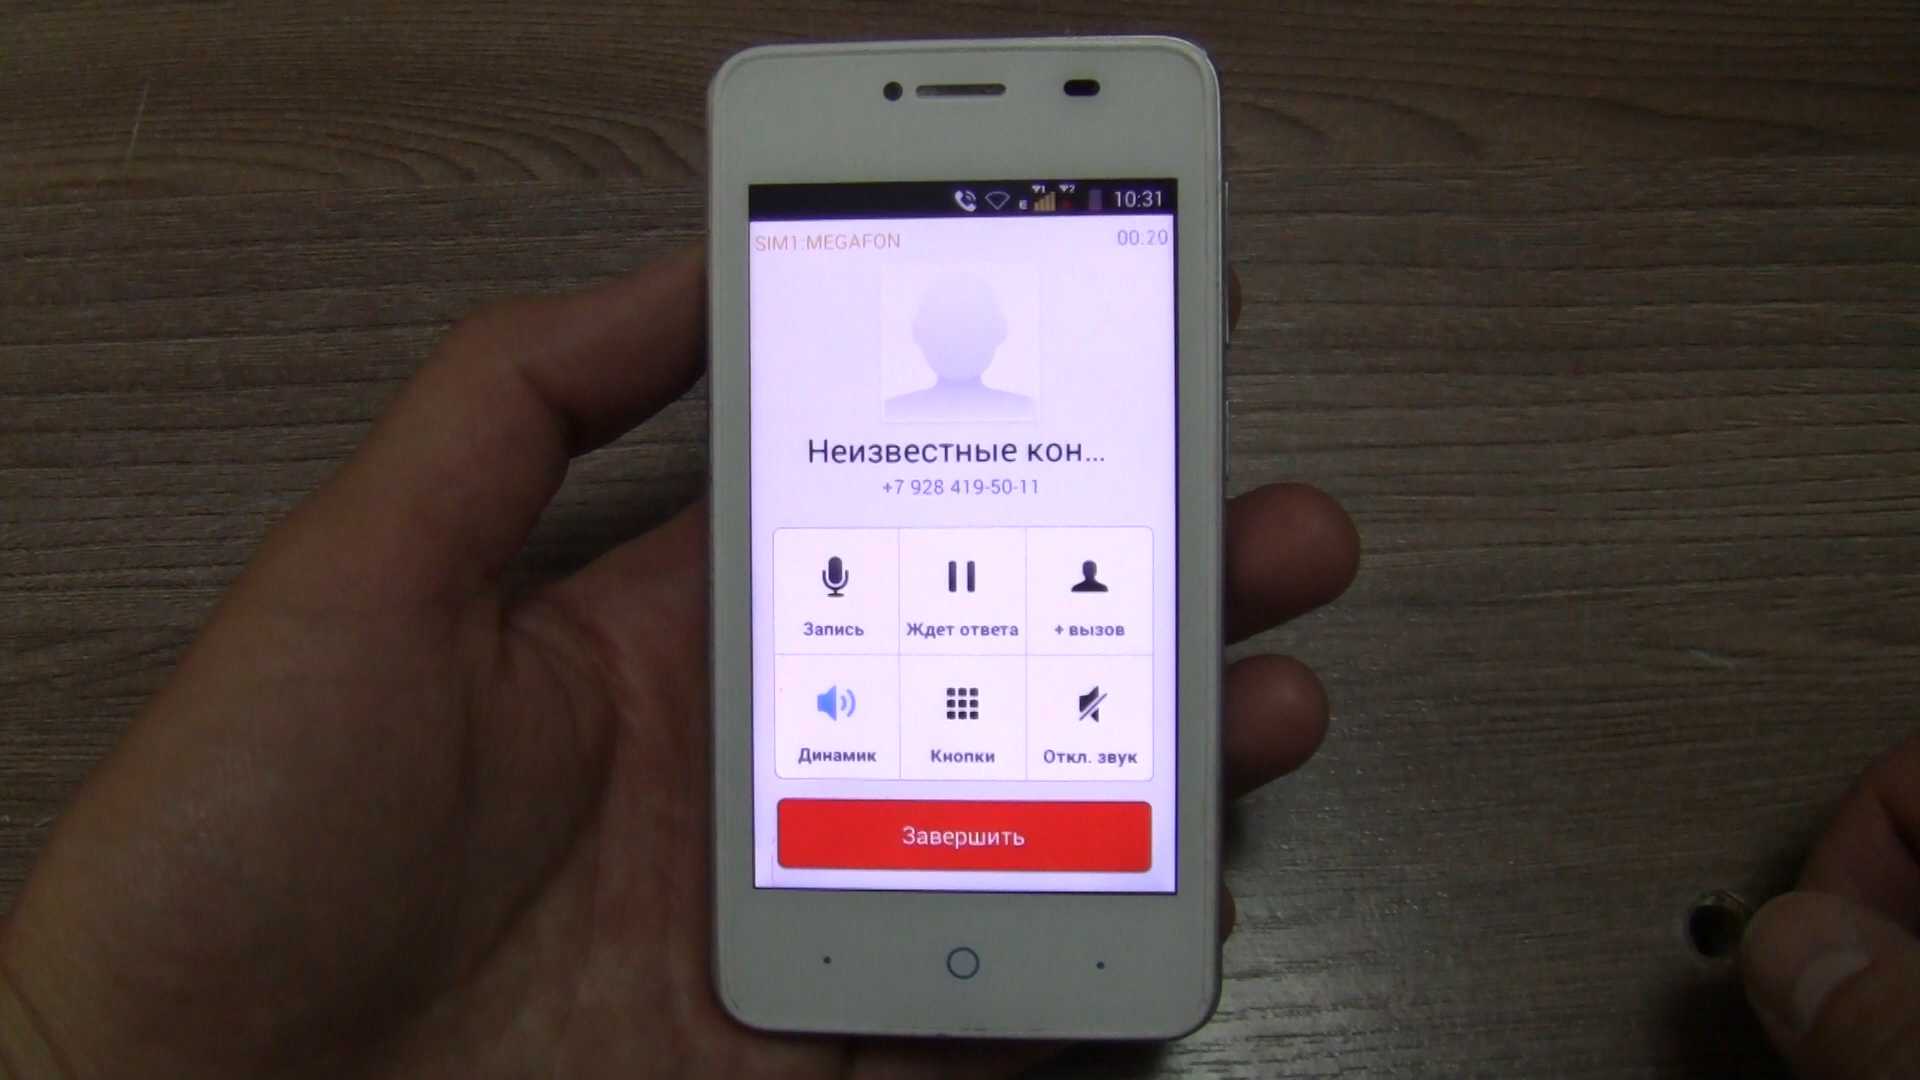 10:31
SIM1:MEGAFON 00:20
Неизвестные кон...
+7 928 419-50-11
Запись Ждет ответа + вызов
Динамик Кнопки Откл. звук
Завершить